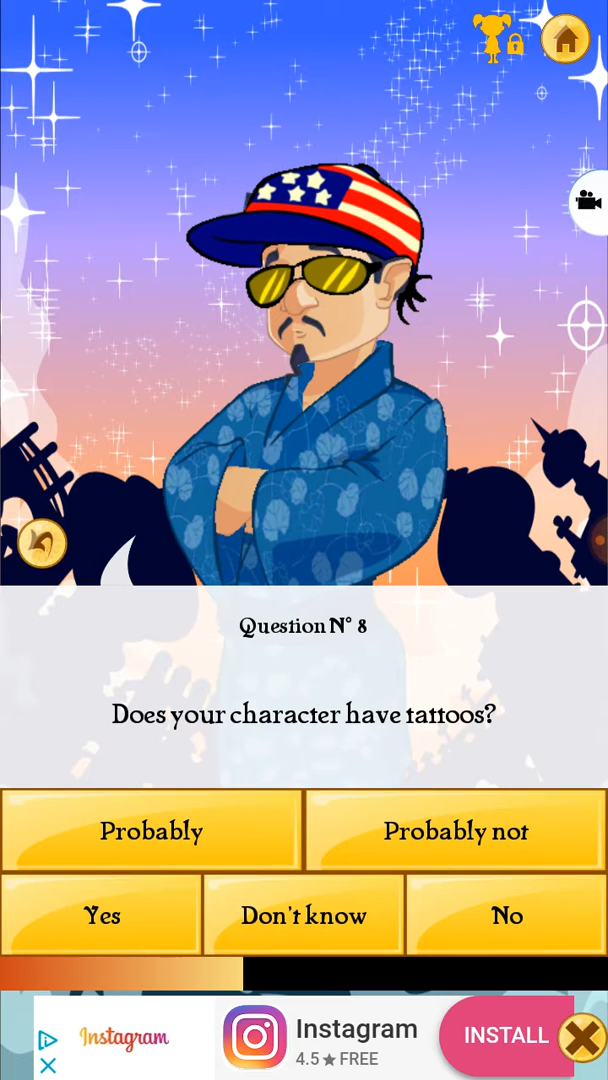 Question N° 8
Does your character have tattoos?
Probably
Probably not
Yes
Don't know
No
Instagram
Instagram
4.5★FREE
INSTALL